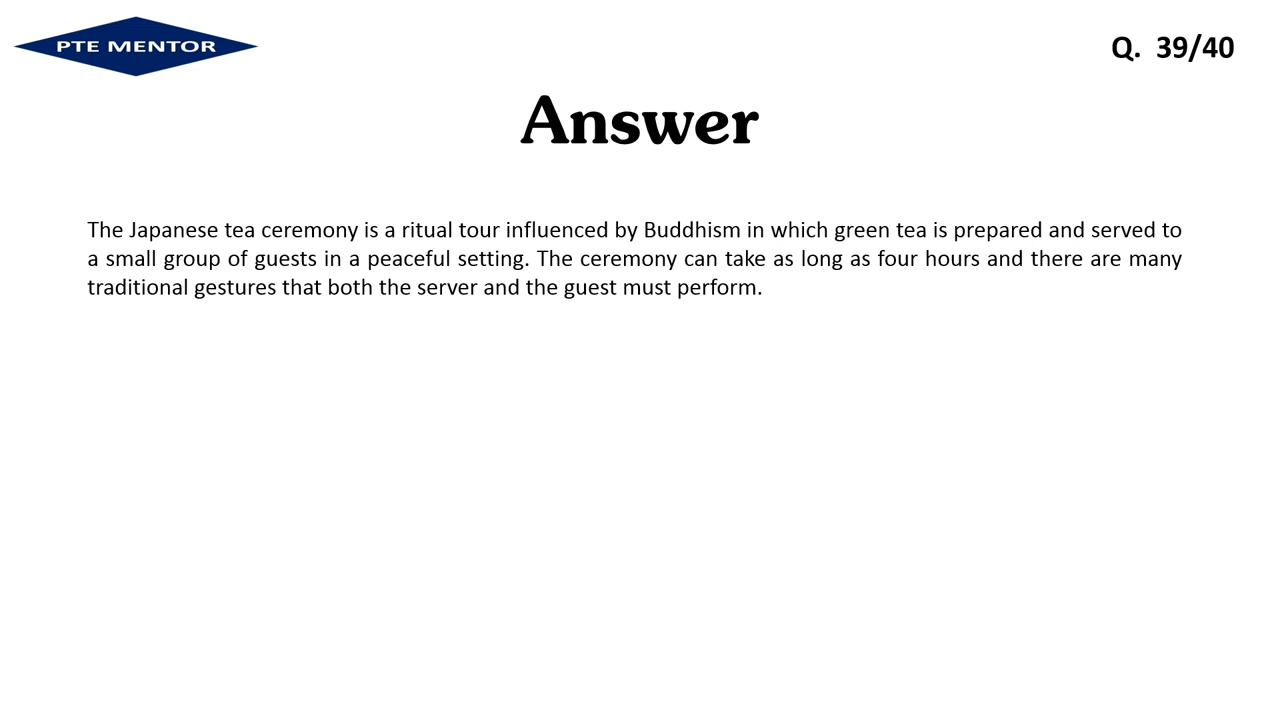 PTE MENTOR
Q. 39/40
Answer
The Japanese tea ceremony is a ritual tour influenced by Buddhism in which green tea is prepared and served to
a small group of guests in a peaceful setting. The ceremony can take as long as four hours and there are many
traditional gestures that both the server and the guest must perform.